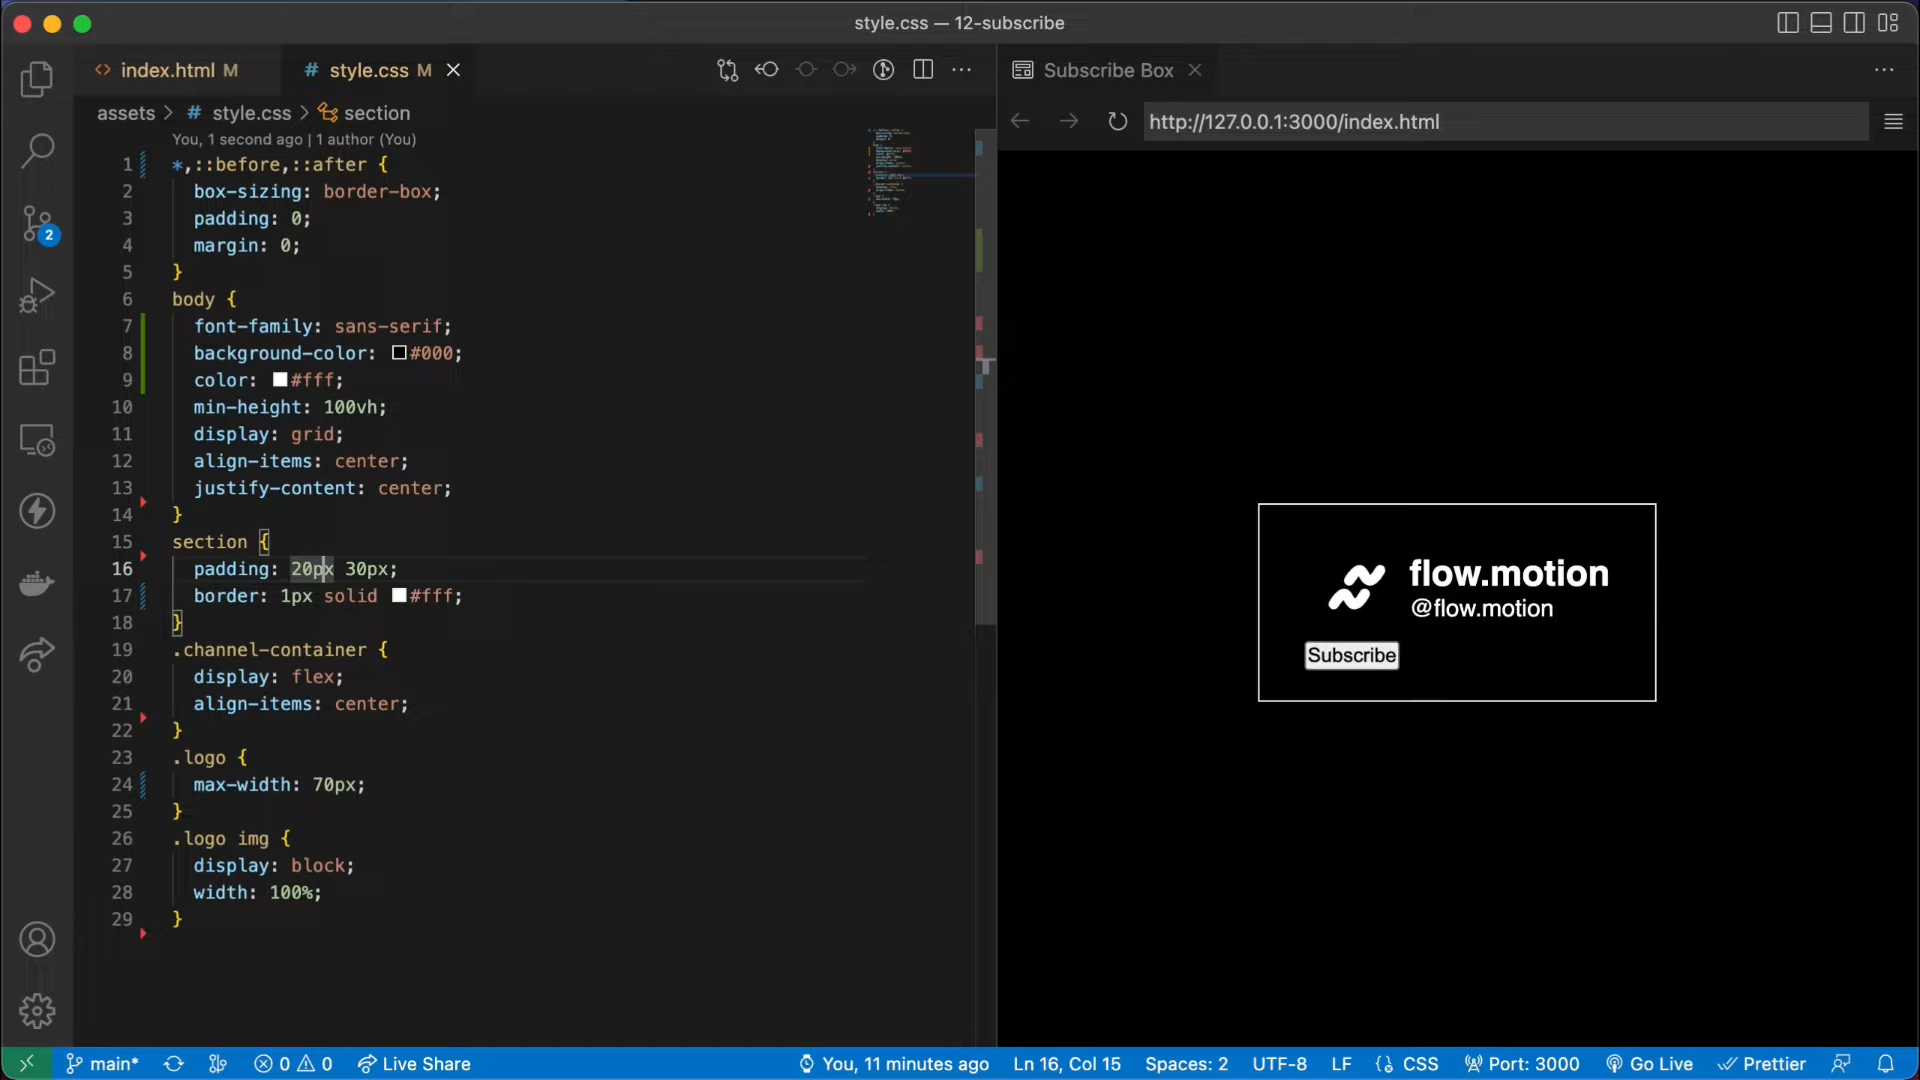 style.css — 12-subscribe
index.html M
# style.css M
Subscribe Box
assets > # style.css > section
http://127.0.0.1:3000/index.html
You, 1 second ago | 1 author (You)
1 *,::before,::after {
2 box-sizing: border-box;
3 padding: 0;
4 margin: 0;
5 }
6 body {
7 font-family: sans-serif;
8 background-color: #000;
9 color: #fff;
10 min-height: 100vh;
11 display: grid;
12 align-items: center;
13 justify-content: center;
14 }
15 section {
16 padding: 20px 30px;
17 border: 1px solid #fff;
18 }
19 .channel-container {
20 display: flex;
21 align-items: center;
22 }
23 .logo {
24 max-width: 70px;
25 }
26 .logo img {
27 display: block;
28 width: 100%;
29 }
2
flow.motion
@flow.motion
Subscribe
main* 0 0 Live Share You, 11 minutes ago Ln 16, Col 15 Spaces: 2 UTF-8 LF {} CSS Port: 3000 Go Live Prettier